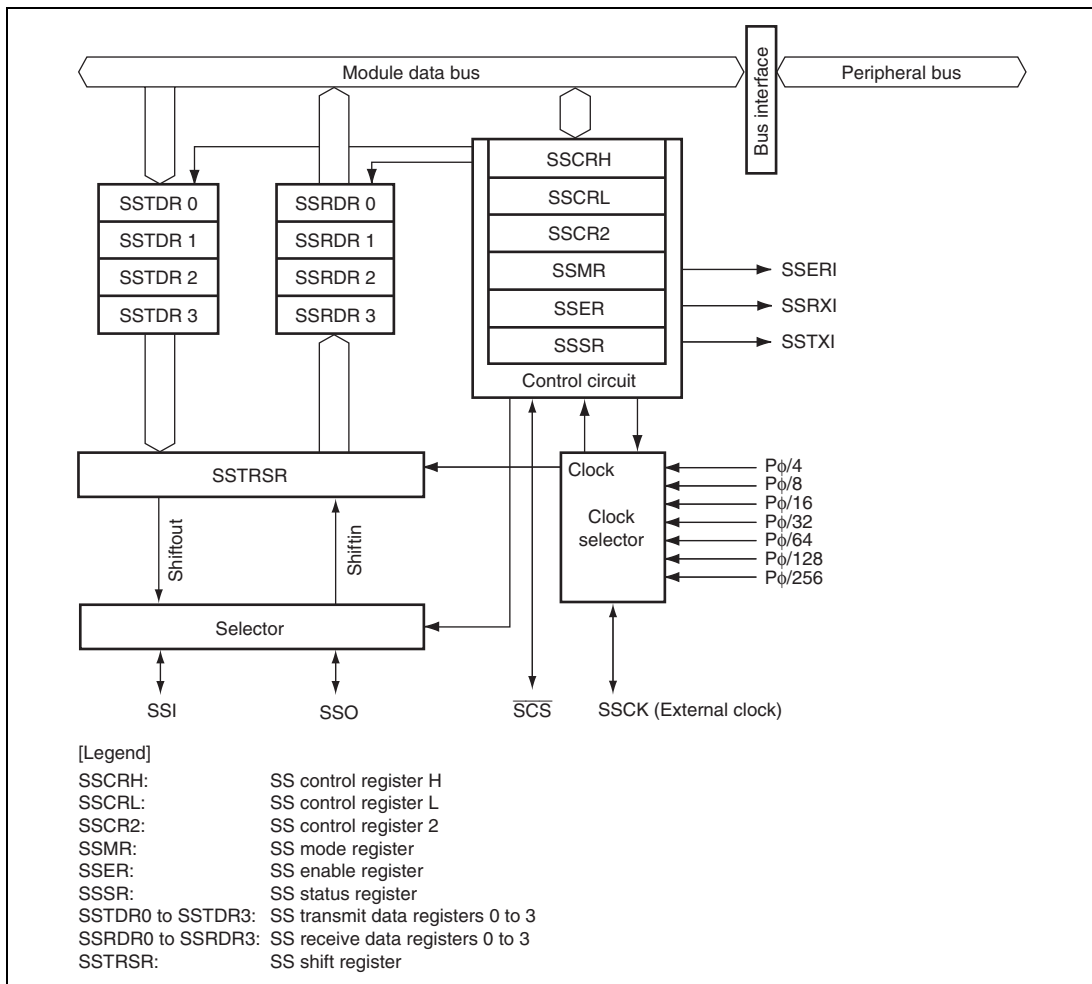 Module data bus
Bus interface
Peripheral bus
SSTDR 0
SSTDR 1
SSTDR 2
SSTDR 3
SSRDR 0
SSRDR 1
SSRDR 2
SSRDR 3
SSCRH
SSCRL
SSCR2
SSMR
SSER
SSSR
Control circuit
SSERI
SSRXI
SSTXI
SSTRSR
Clock
Clock
selector
Pϕ/4
Pϕ/8
Pϕ/16
Pϕ/32
Pϕ/64
Pϕ/128
Pϕ/256
Shiftout
Shiftin
Selector
SSI
SSO
S̅C̅S̅
SSCK (External clock)
[Legend]
SSCRH: SS control register H
SSCRL: SS control register L
SSCR2: SS control register 2
SSMR: SS mode register
SSER: SS enable register
SSSR: SS status register
SSTDR0 to SSTDR3: SS transmit data registers 0 to 3
SSRDR0 to SSRDR3: SS receive data registers 0 to 3
SSTRSR: SS shift register